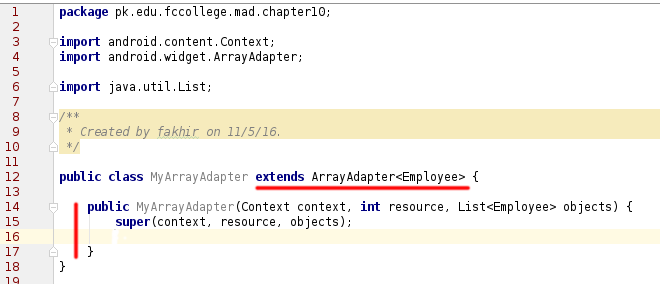 1 package pk.edu.fccollege.mad.chapter10;
2
3 import android.content.Context;
4 import android.widget.ArrayAdapter;
5
6 import java.util.List;
7
8 /**
9 * Created by fakhir on 11/5/16.
10 */
11
12 public class MyArrayAdapter extends ArrayAdapter<Employee> {
13
14 public MyArrayAdapter(Context context, int resource, List<Employee> objects) {
15 super(context, resource, objects);
16
17 }
18 }
19